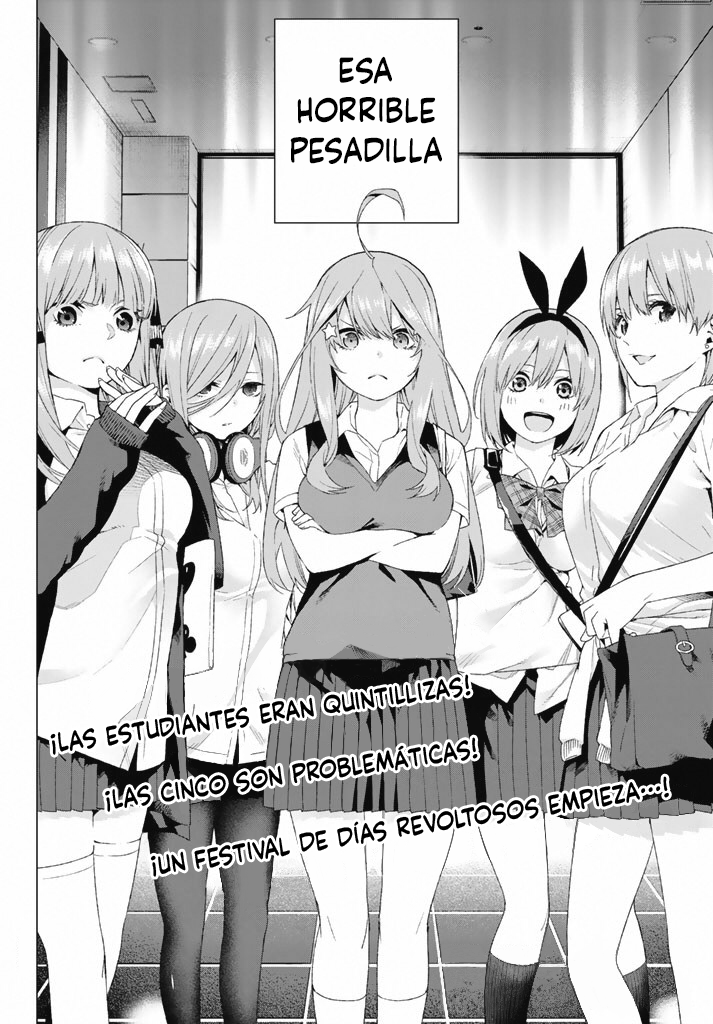 ESA
HORRIBLE
PESADILLA
¡LAS ESTUDIANTES ERAN QUINTILLIZAS!
¡LAS CINCO SON PROBLEMÁTICAS!
¡UN FESTIVAL DE DÍAS REVOLTOSOS EMPIEZA...!